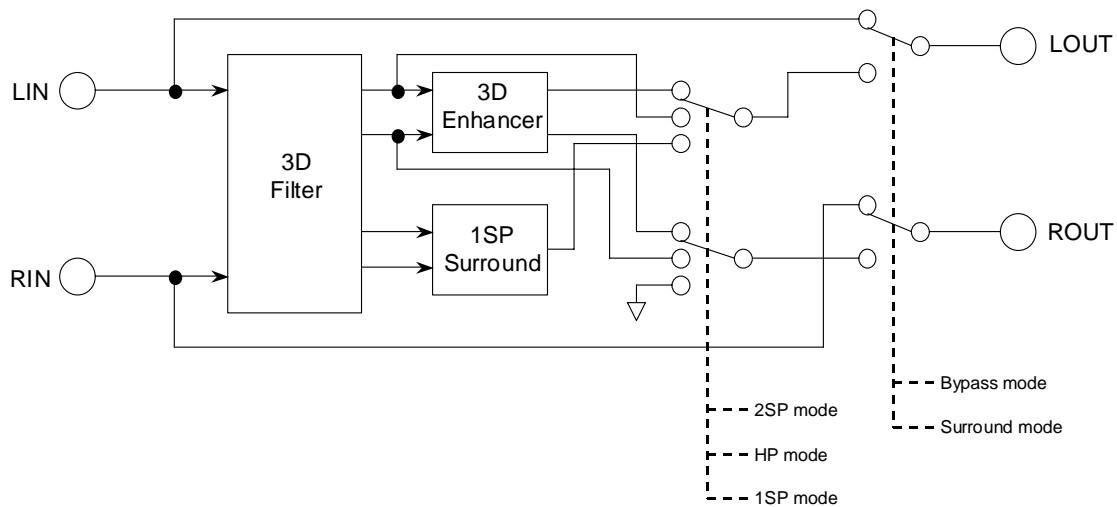 LIN
RIN
3D
Filter
3D
Enhancer
1SP
Surround
LOUT
ROUT
Bypass mode
Surround mode
2SP mode
HP mode
1SP mode